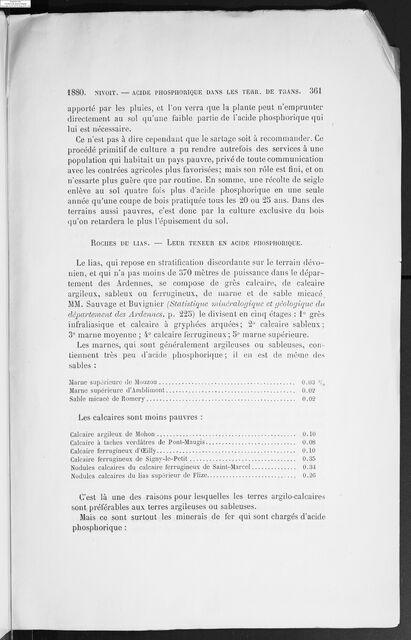 1880. NIVOIT. — ACIDE PHOSPHORIQUE DANS LES TERR. DE TRANS. 361
apporté par les pluies, et l'on verra que la plante peut n'emprunter
directement au sol qu'une faible partie de l'acide phosphorique qui
lui est nécessaire.
Ce n'est pas à dire cependant que le sartage soit à recommander. Ce
procédé primitif de culture a pu rendre autrefois des services à une
population qui habitait un pays pauvre, privé de toute communication
avec les contrées agricoles plus favorisées; mais son rôle est fini, et on
n'essarte plus guère que par routine. En somme, une récolte de seigle
enlève au sol quatre fois plus d'acide phosphorique en une seule
année qu'une coupe de bois pratiquée tous les 20 ou 25 ans. Dans des
terrains aussi pauvres, c'est donc par la culture exclusive du bois
qu'on retardera le plus l'épuisement du sol.
ROCHES DU LIAS. — LEUR TENEUR EN ACIDE PHOSPHORIQUE.
Le lias, qui repose en stratification discordante sur le terrain dévo-
nien, et qui n'a pas moins de 370 mètres de puissance dans le dépar-
tement des Ardennes, se compose de grès calcaire, de calcaire
argileux, sableux ou ferrugineux, de marne et de sable micacé
MM. Sauvage et Buvignier (Statistique minéralogique et géologique du
département des Ardennes, p. 225) le divisent en cinq étages : 1° grès
infraliasique et calcaire à gryphées arquées; 2° calcaire sableux;
3° marne moyenne; 4° calcaire ferrugineux; 5° marne supérieure.
Les marnes, qui sont généralement argileuses ou sableuses, con-
tiennent très peu d'acide phosphorique; il en est de même des
sables :
Marne supérieure de Mouzon 0.03 %
Marne supérieure d'Amblimont 0.02
Sable micacé de Romery 0.02
Les calcaires sont moins pauvres :
Calcaire argileux de Mohon 0.10
Calcaire à taches verdâtres de Pont-Maugis 0.08
Calcaire ferrugineux d'Œilly 0.10
Calcaire ferrugineux de Signy-le-Petit 0.35
Nodules calcaires du calcaire ferrugineux de Saint-Marcel 0.34
Nodules calcaires du lias supérieur de Flize 0.26
C'est là une des raisons pour lesquelles les terres argilo-calcaires
sont préférables aux terres argileuses ou sableuses.
Mais ce sont surtout les minerais de fer qui sont chargés d'acide
phosphorique :